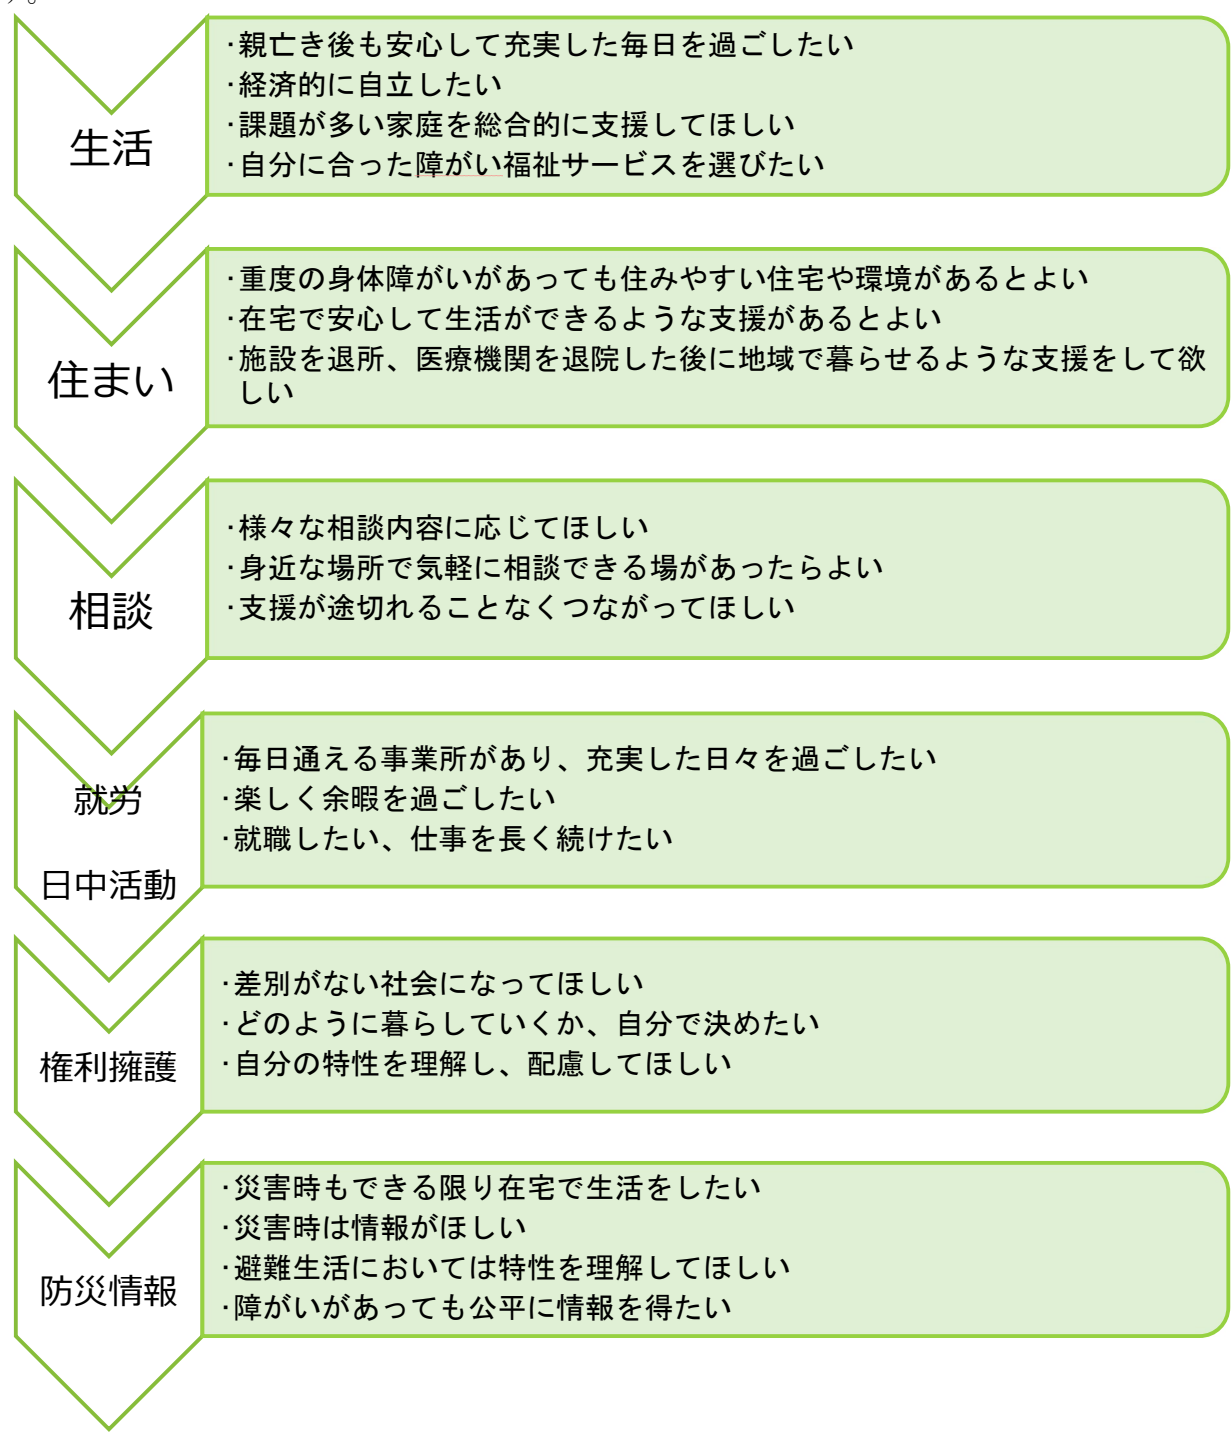 す。
生活
・親亡き後も安心して充実した毎日を過ごしたい
・経済的に自立したい
・課題が多い家庭を総合的に支援してほしい
・自分に合った障がい福祉サービスを選びたい
住まい
・重度の身体障がいがあっても住みやすい住宅や環境があるとよい
・在宅で安心して生活ができるような支援があるとよい
・施設を退所、医療機関を退院した後に地域で暮らせるような支援をして欲
しい
相談
・様々な相談内容に応じてほしい
・身近な場所で気軽に相談できる場があったらよい
・支援が途切れることなくつながってほしい
就労
日中活動
・毎日通える事業所があり、充実した日々を過ごしたい
・楽しく余暇を過ごしたい
・就職したい、仕事を長く続けたい
権利擁護
・差別がない社会になってほしい
・どのように暮らしていくか、自分で決めたい
・自分の特性を理解し、配慮してほしい
防災情報
・災害時もできる限り在宅で生活をしたい
・災害時は情報がほしい
・避難生活においては特性を理解してほしい
・障がいがあっても公平に情報を得たい